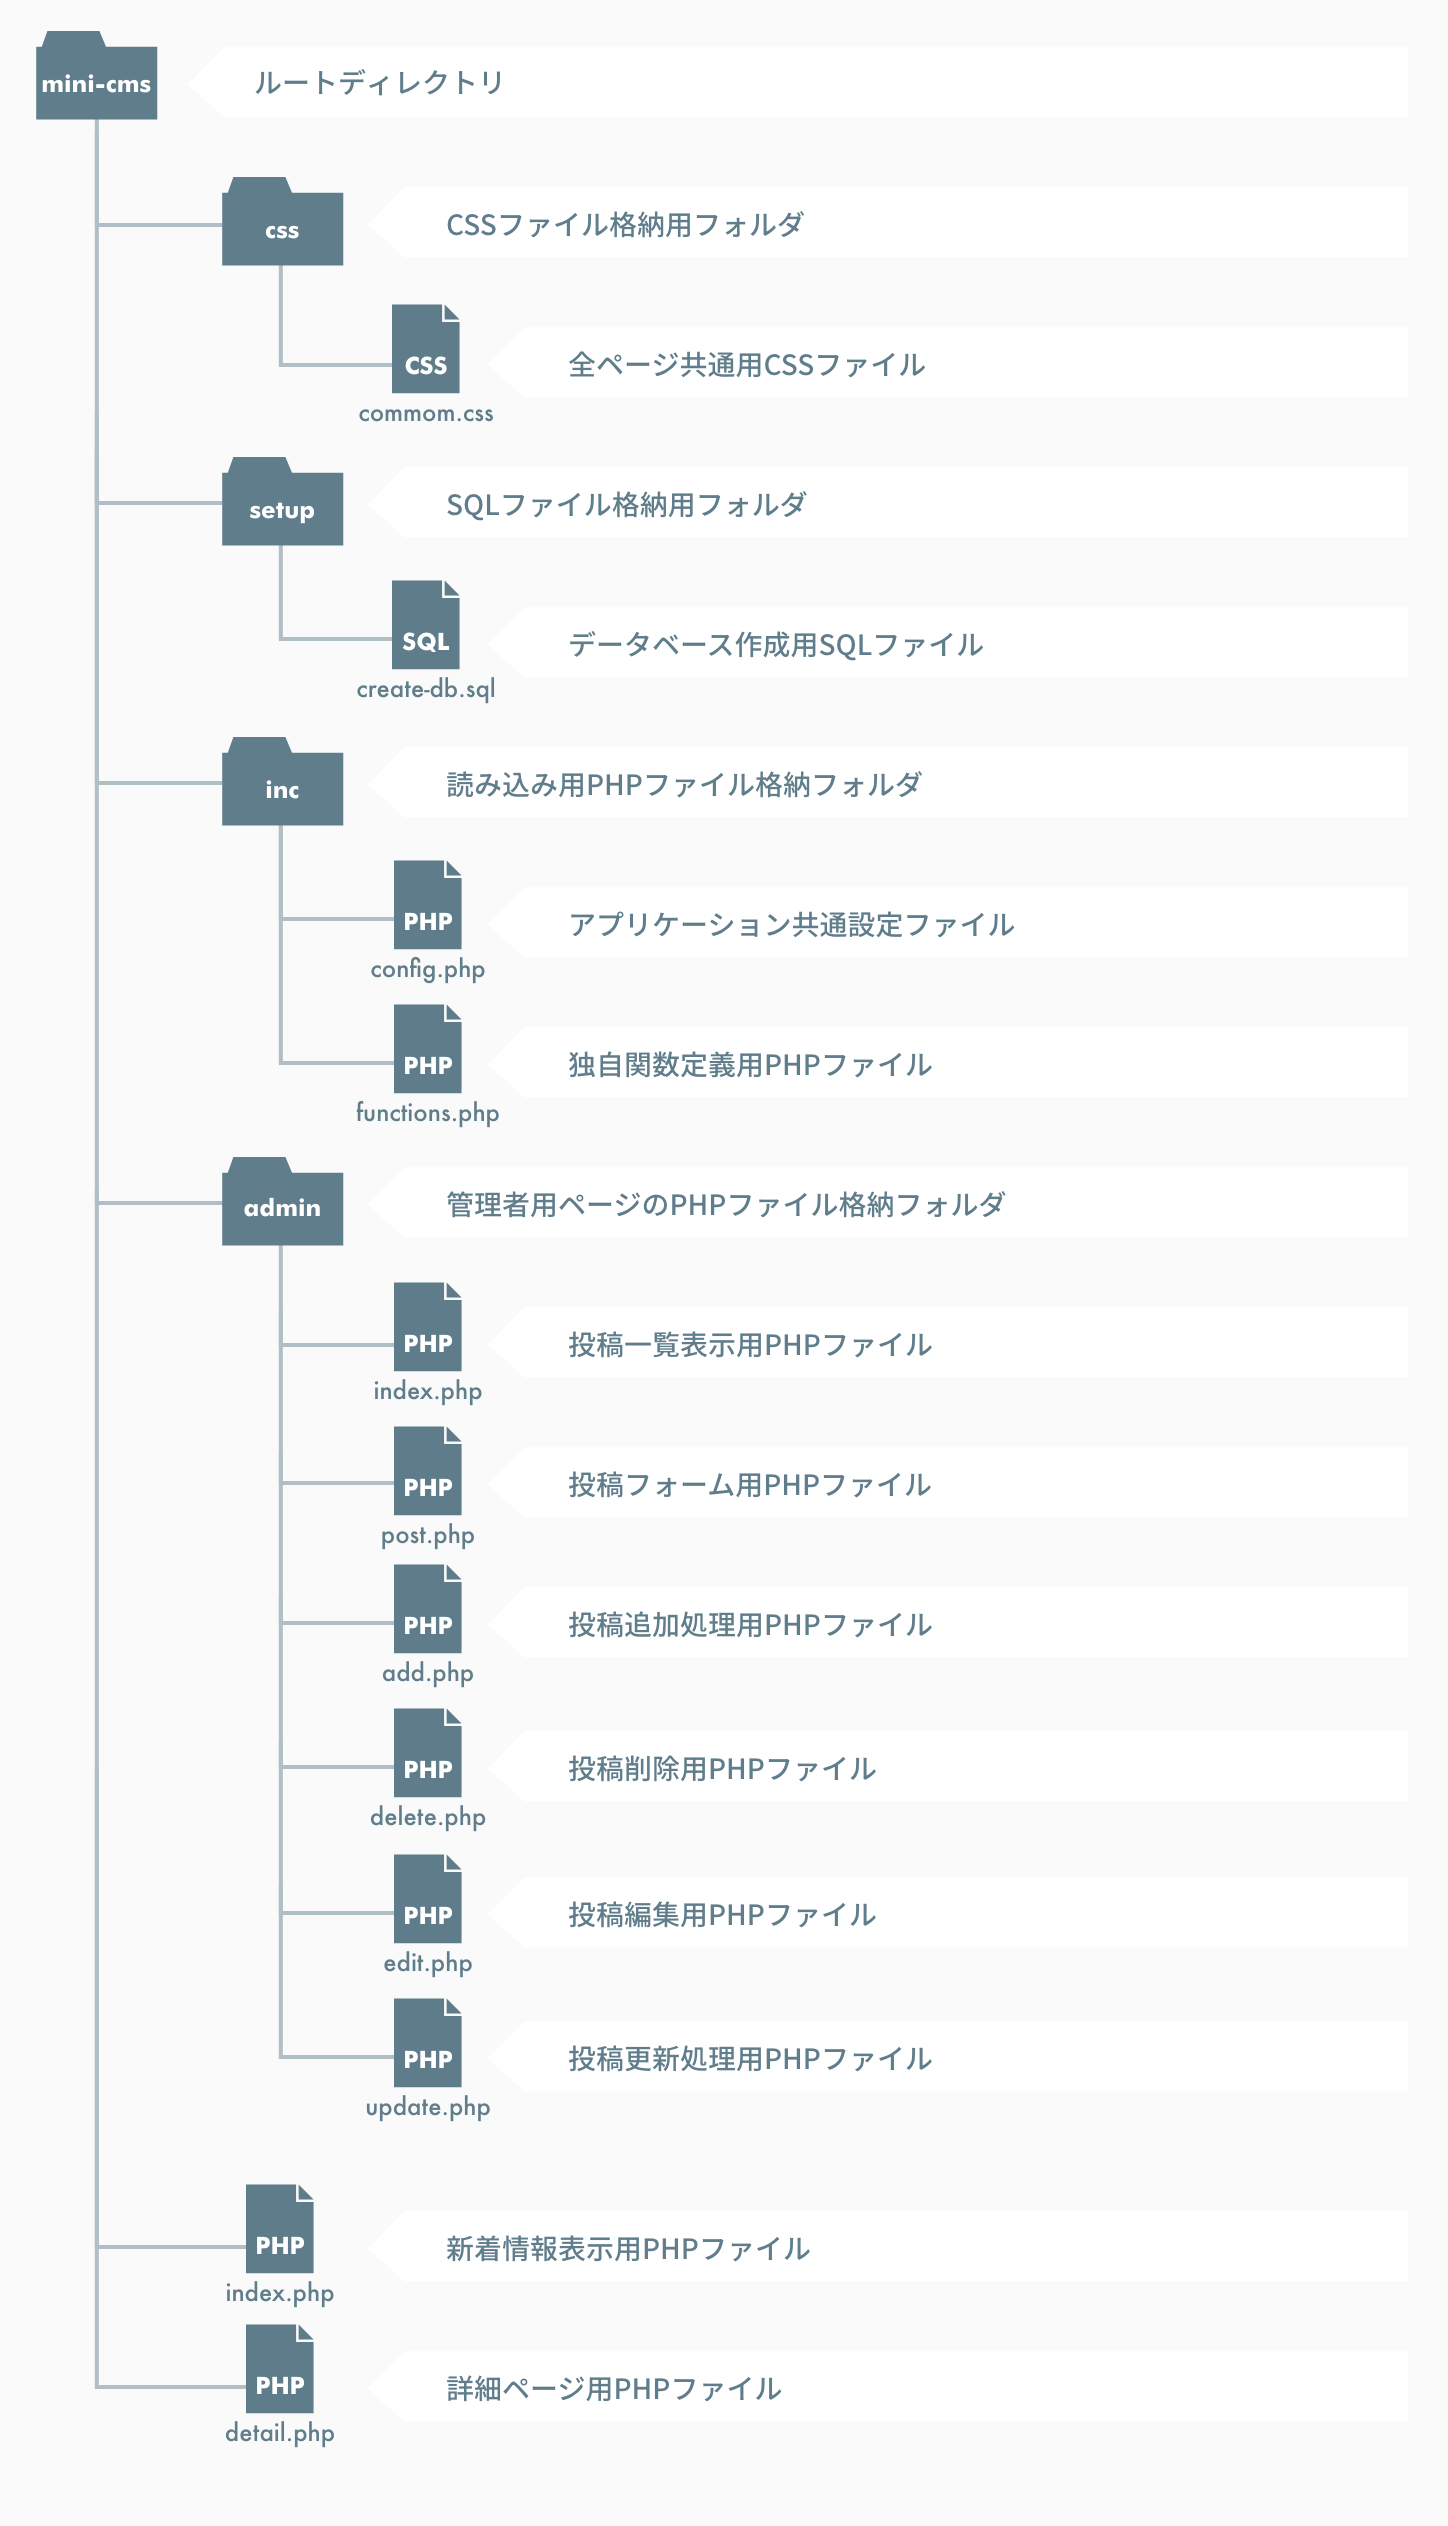 mini-cms
ルートディレクトリ
css
CSSファイル格納用フォルダ
CSS
全ページ共通用CSSファイル
commom.css
setup
SQLファイル格納用フォルダ
SQL
データベース作成用SQLファイル
create-db.sql
inc
読み込み用PHPファイル格納フォルダ
PHP
アプリケーション共通設定ファイル
config.php
PHP
独自関数定義用PHPファイル
functions.php
admin
管理者用ページのPHPファイル格納フォルダ
PHP
投稿一覧表示用PHPファイル
index.php
PHP
投稿フォーム用PHPファイル
post.php
PHP
投稿追加処理用PHPファイル
add.php
PHP
投稿削除用PHPファイル
delete.php
PHP
投稿編集用PHPファイル
edit.php
PHP
投稿更新処理用PHPファイル
update.php
PHP
新着情報表示用PHPファイル
index.php
PHP
詳細ページ用PHPファイル
detail.php